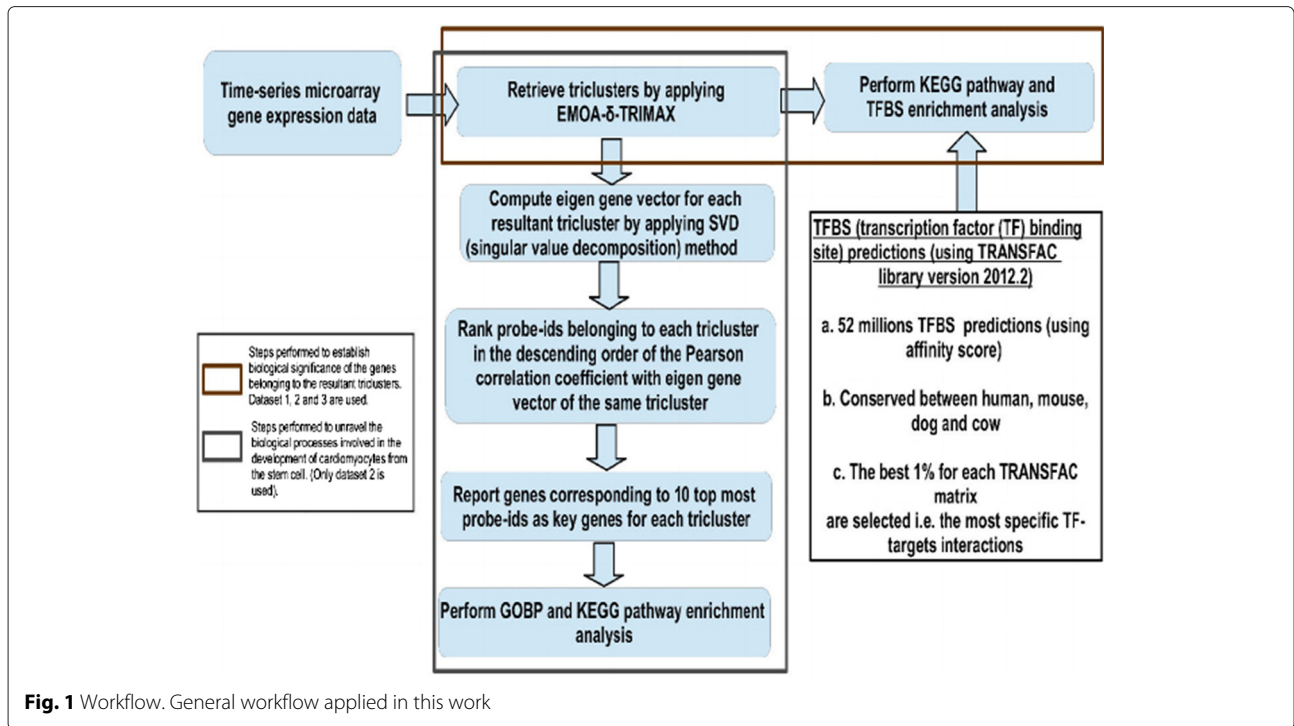 Time-series microarray
gene expression data
Retrieve triclusters by applying
EMOA-δ-TRIMAX
Perform KEGG pathway and
TFBS enrichment analysis
Compute eigen gene vector for each
resultant tricluster by applying SVD
(singular value decomposition) method
Rank probe-ids belonging to each tricluster
in the descending order of the Pearson
correlation coefficient with eigen gene
vector of the same tricluster
Report genes corresponding to 10 top most
probe-ids as key genes for each tricluster
Perform GOBP and KEGG pathway enrichment
analysis
TFBS (transcription factor (TF) binding
site) predictions (using TRANSFAC
library version 2012.2)
a. 52 millions TFBS predictions (using
affinity score)
b. Conserved between human, mouse,
dog and cow
c. The best 1% for each TRANSFAC
matrix
are selected i.e. the most specific TF-
targets interactions
Steps performed to establish
biological significance of the genes
belonging to the resultant triclusters.
Dataset 1, 2 and 3 are used.
Steps performed to unravel the
biological processes involved in the
development of cardiomyocytes from
the stem cell. (Only dataset 2 is
used).
Fig. 1 Workflow. General workflow applied in this work